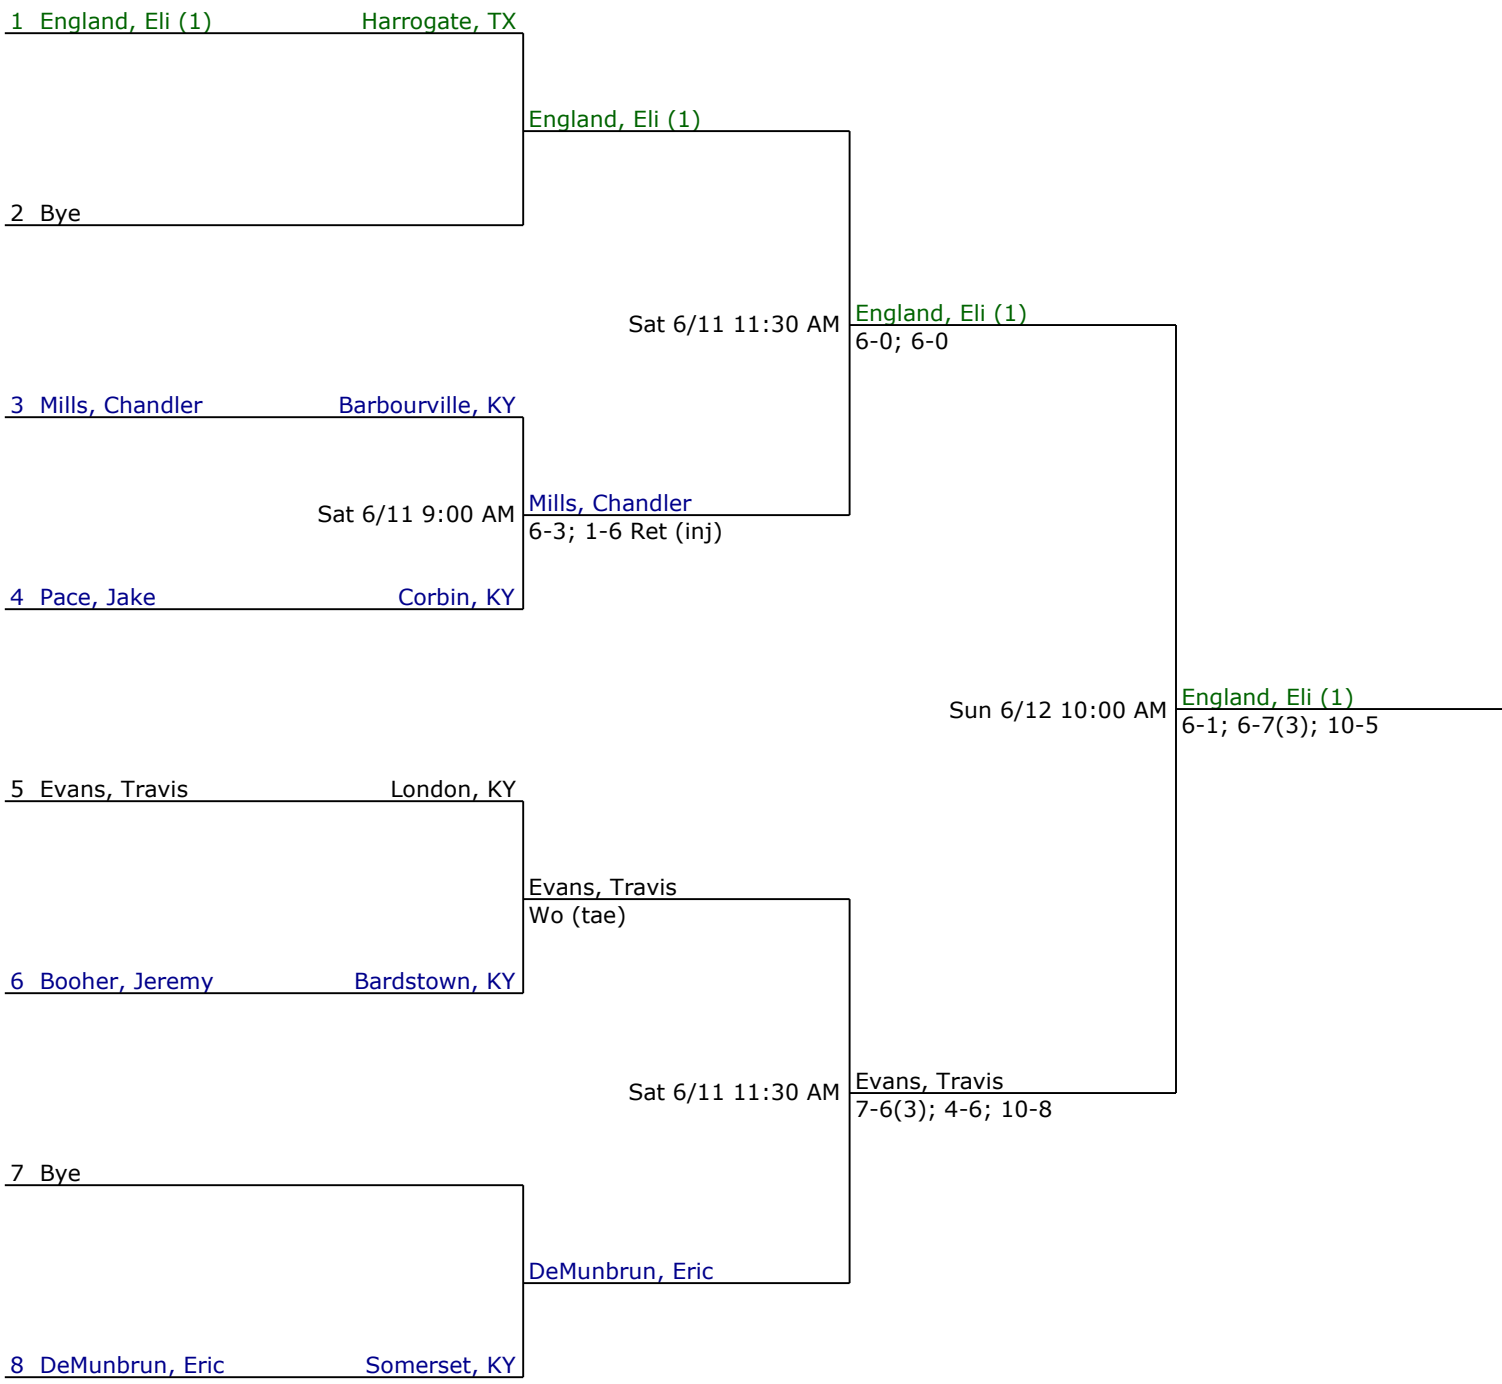 1 England, Eli (1) Harrogate, TX
England, Eli (1)
2 Bye
Sat 6/11 11:30 AM
England, Eli (1)
6-0; 6-0
3 Mills, Chandler Barbourville, KY
Sat 6/11 9:00 AM
Mills, Chandler
6-3; 1-6 Ret (inj)
4 Pace, Jake Corbin, KY
Sun 6/12 10:00 AM
England, Eli (1)
6-1; 6-7(3); 10-5
5 Evans, Travis London, KY
Evans, Travis
Wo (tae)
6 Booher, Jeremy Bardstown, KY
Sat 6/11 11:30 AM
Evans, Travis
7-6(3); 4-6; 10-8
7 Bye
DeMunbrun, Eric
8 DeMunbrun, Eric Somerset, KY